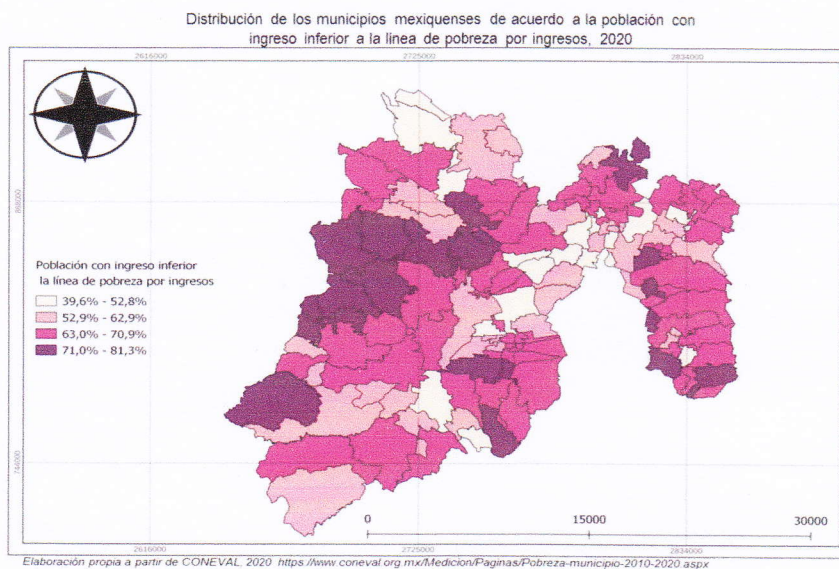 Distribución de los municipios mexiquenses de acuerdo a la población con
ingreso inferior a la línea de pobreza por ingresos, 2020
2616000 2725000 2834000
868000
Población con ingreso inferior
la línea de pobreza por ingresos
39,6% - 52,8%
52,9% - 62,9%
63,0% - 70,9%
71,0% - 81,3%
744000
0 15000 30000
2616000 2725000 2834000
Elaboración propia a partir de CONEVAL, 2020 https://www.coneval.org.mx/Medicion/Paginas/Pobreza-municipio-2010-2020.aspx